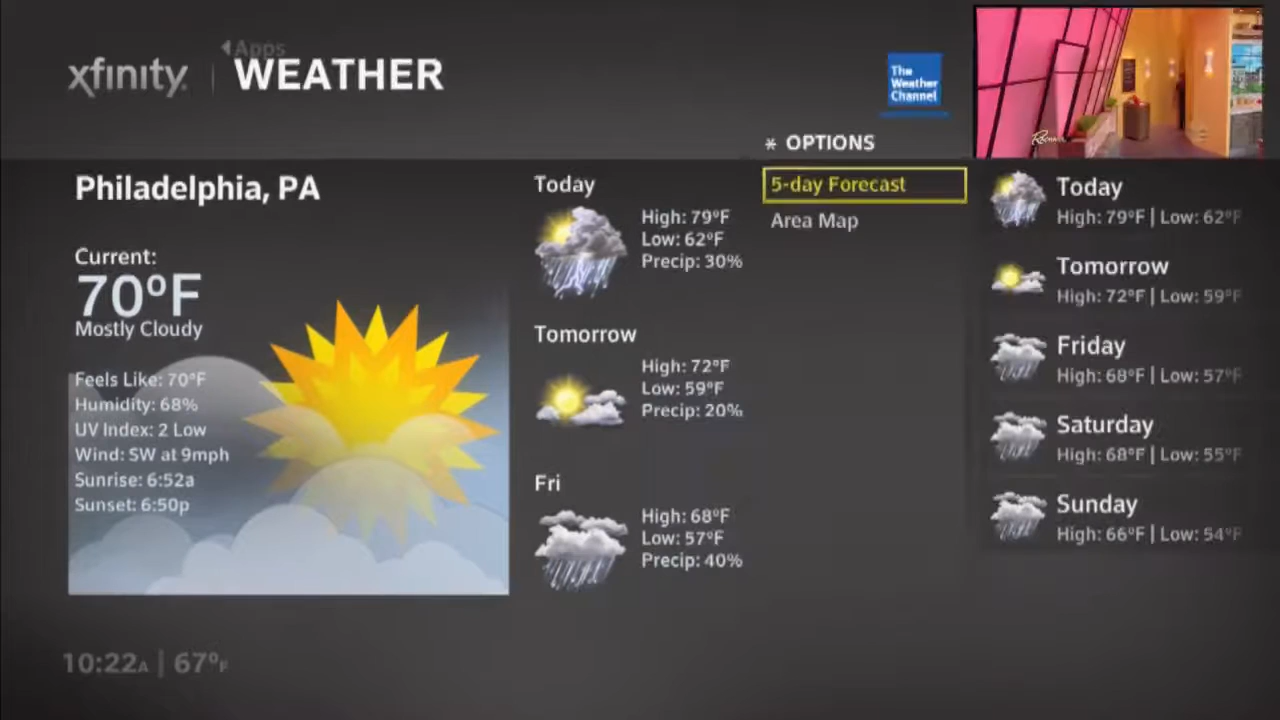 xfinity
Apps
WEATHER
The
Weather
Channel
* OPTIONS
5-day Forecast
Area Map
Philadelphia, PA
Current:
70ºF
Mostly Cloudy
Feels Like: 70ºF
Humidity: 68%
UV Index: 2 Low
Wind: SW at 9mph
Sunrise: 6:52a
Sunset: 6:50p
Today
High: 79ºF
Low: 62ºF
Precip: 30%
Tomorrow
High: 72ºF
Low: 59ºF
Precip: 20%
Fri
High: 68ºF
Low: 57ºF
Precip: 40%
Today
High: 79ºF | Low: 62ºF
Tomorrow
High: 72ºF | Low: 59ºF
Friday
High: 68ºF | Low: 57ºF
Saturday
High: 68ºF | Low: 55ºF
Sunday
High: 66ºF | Low: 54ºF
10:22A | 67ºF